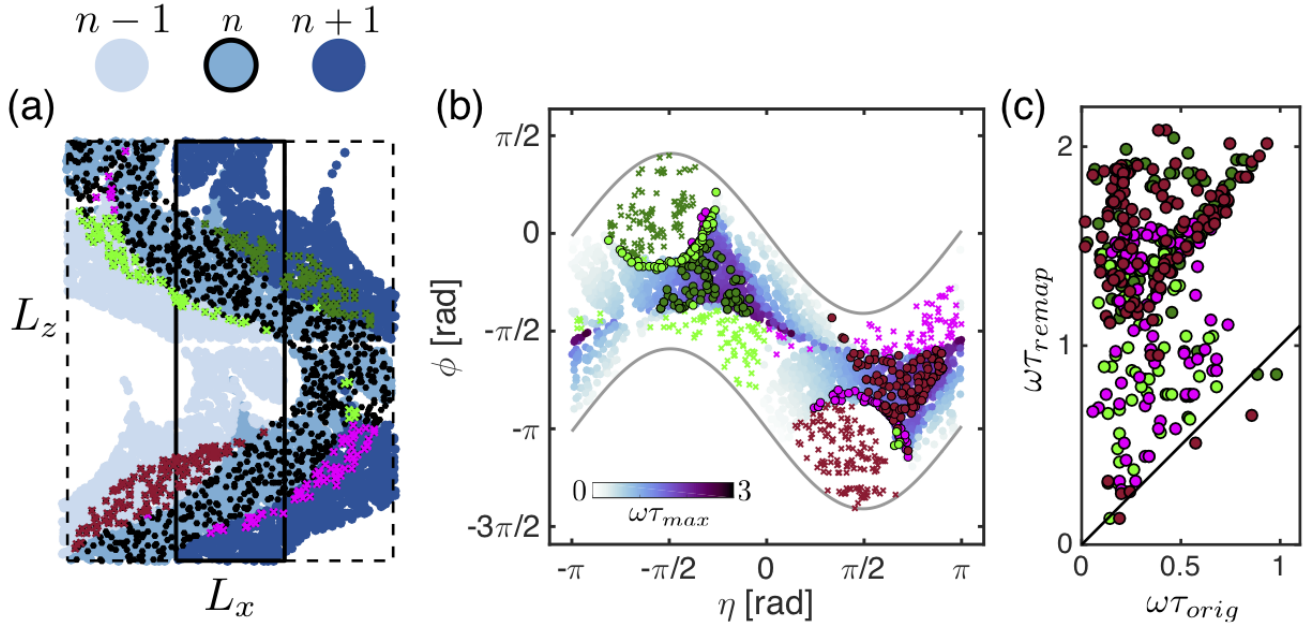 n − 1
n
n + 1
(a)
L_z
L_x
(b)
π/2
0
-π/2
-π
-3π/2
ϕ [rad]
0
3
ωτ_max
-π
-π/2
0
π/2
π
η [rad]
(c)
2
1
0
ωτ_remap
0
0.5
1
ωτ_orig